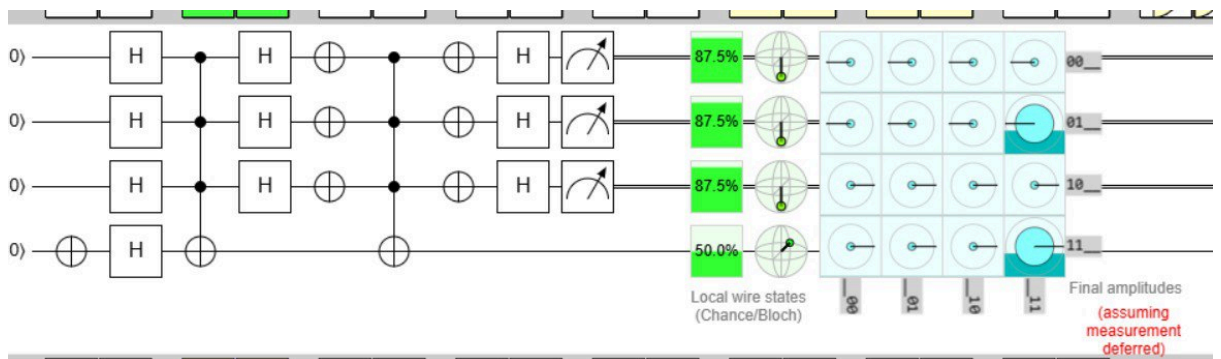 0⟩ H H H 87.5% 00__
0⟩ H H H 87.5% 01__
0⟩ H H H 87.5% 10__
0⟩ H 50.0% 11__
__00 __01 __10 __11
Local wire states
(Chance/Bloch)
Final amplitudes
(assuming
measurement
deferred)